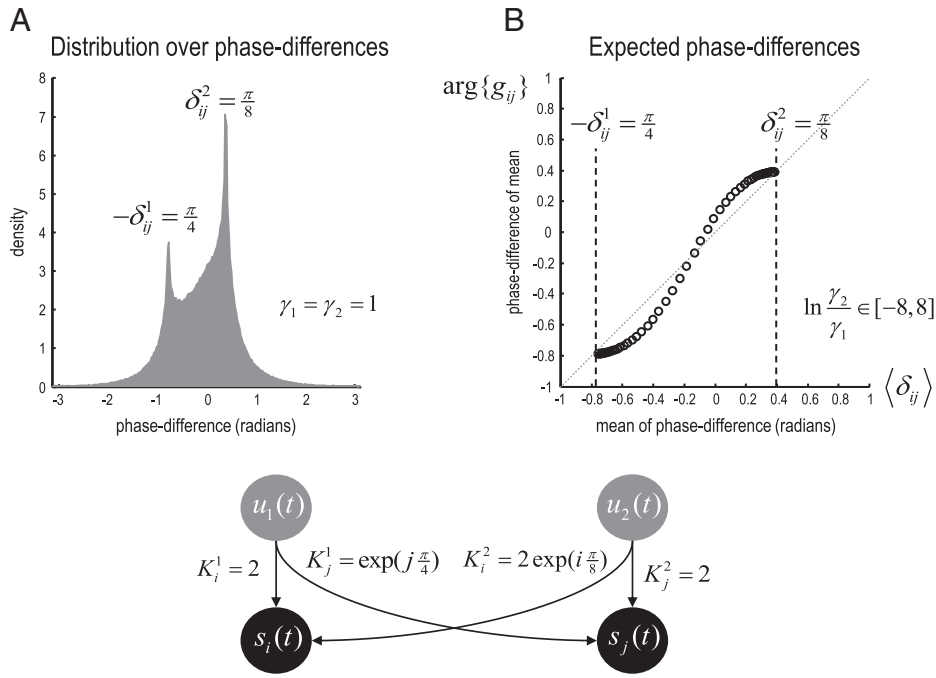 A
Distribution over phase-differences
8
7
6
5
4
3
2
1
0
density
δ²ᵢⱼ = π/8
−δ¹ᵢⱼ = π/4
γ₁ = γ₂ = 1
-3 -2 -1 0 1 2 3
phase-difference (radians)
B
Expected phase-differences
arg{gᵢⱼ}
1
0.8
0.6
0.4
0.2
0
-0.2
-0.4
-0.6
-0.8
-1
phase-difference of mean
−δ¹ᵢⱼ = π/4
δ²ᵢⱼ = π/8
ln γ₂/γ₁ ∈ [−8,8]
-1 -0.8 -0.6 -0.4 -0.2 0 0.2 0.4 0.6 0.8 1
⟨δᵢⱼ⟩
mean of phase-difference (radians)
u₁(t)
u₂(t)
K¹ᵢ = 2
K¹ⱼ = exp(j π/4)
K²ᵢ = 2 exp(i π/8)
K²ⱼ = 2
sᵢ(t)
sⱼ(t)